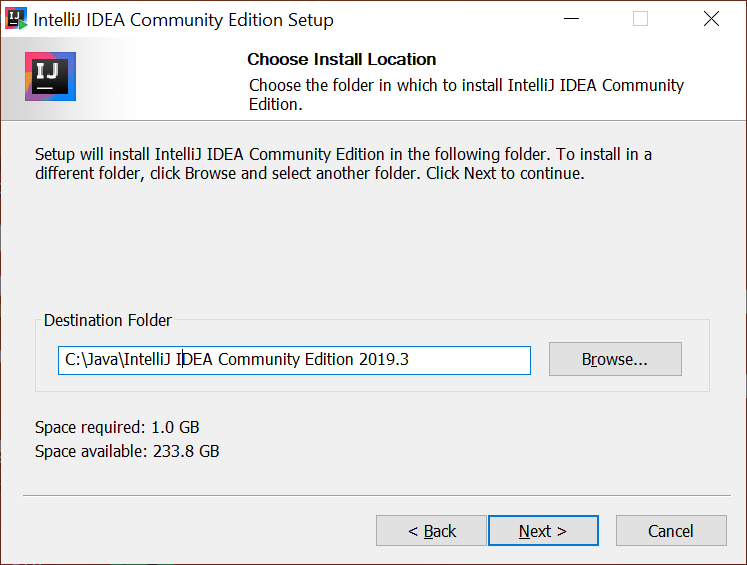 IntelliJ IDEA Community Edition Setup
IJ
Choose Install Location
Choose the folder in which to install IntelliJ IDEA Community
Edition.
Setup will install IntelliJ IDEA Community Edition in the following folder. To install in a
different folder, click Browse and select another folder. Click Next to continue.
Destination Folder
C:\Java\IntelliJ IDEA Community Edition 2019.3
Browse...
Space required: 1.0 GB
Space available: 233.8 GB
< Back
Next >
Cancel